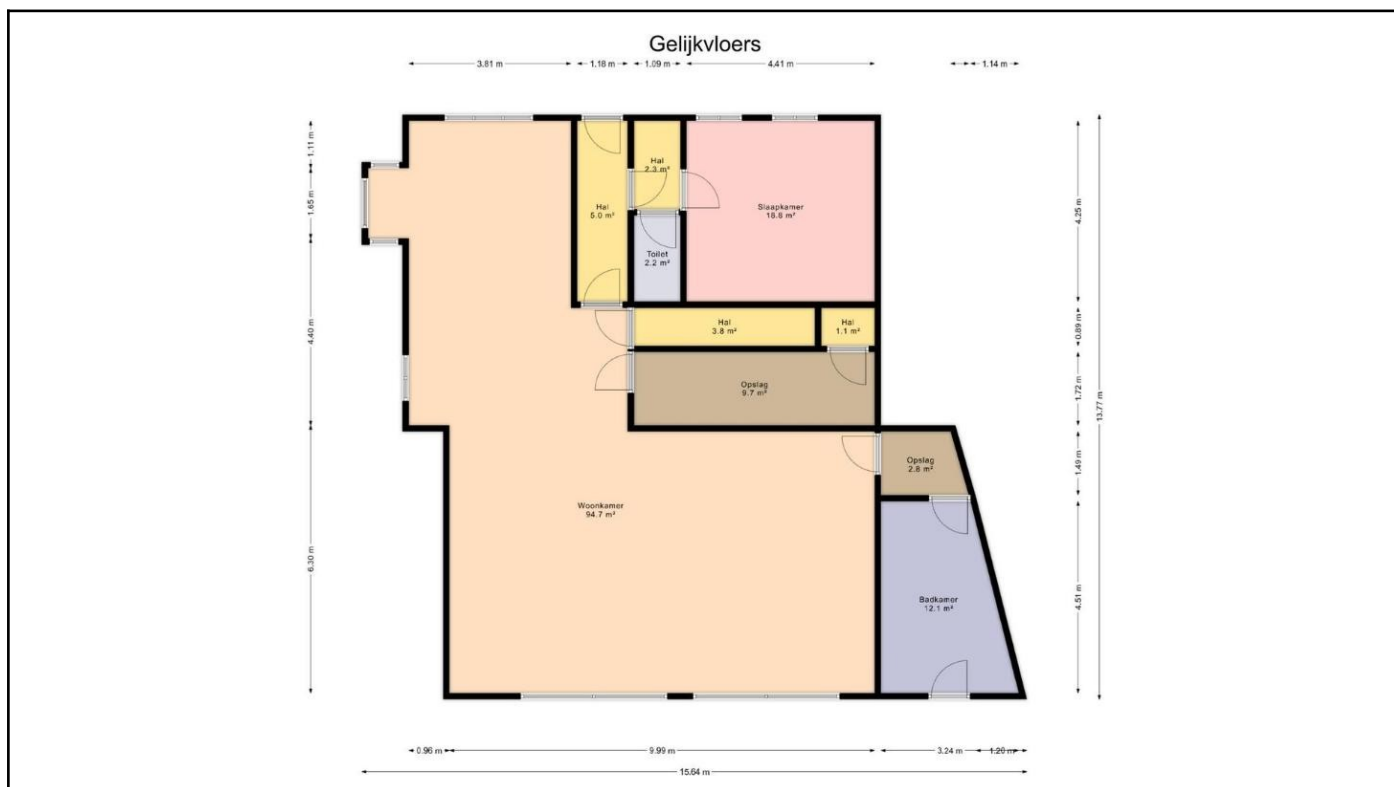 Gelijkvloers
3.81 m
1.18 m
1.09 m
4.41 m
1.14 m
1.11 m
1.65 m
4.40 m
6.30 m
Hal
2.3 m²
Hal
5.0 m²
Slaapkamer
18.8 m²
Toilet
2.2 m²
Hal
3.8 m²
Hal
1.1 m²
Opslag
9.7 m²
Opslag
2.8 m²
Woonkamer
94.7 m²
Badkamer
12.1 m²
4.25 m
0.89 m
1.72 m
1.49 m
4.51 m
13.77 m
0.96 m
9.99 m
3.24 m
1.20 m
15.64 m